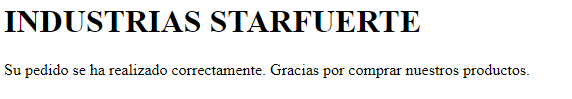 INDUSTRIAS STARFUERTE
Su pedido se ha realizado correctamente. Gracias por comprar nuestros productos.